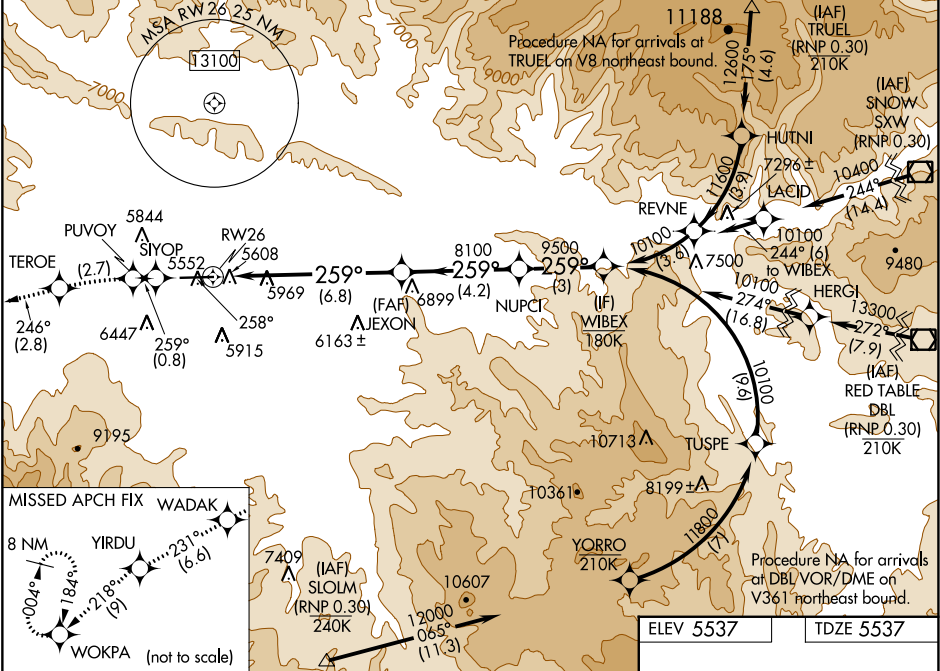 MSA RW26 25 NM
13100
7000
9000
11188
Procedure NA for arrivals at
TRUEL on V8 northeast bound.
12600
175°
(4.6)
(IAF)
TRUEL
(RNP 0.30)
210K
(IAF)
SNOW
SXW
(RNP 0.30)
HUTNI
11600
(3.9)
7296 ±
LACID
10400
244°
(14.4)
REVNE
10100
244° (6)
to WIBEX
9480
10100
(3.6)
7500
10100
274°
(16.8)
HERGI
13300
272°
(7.9)
(IAF)
RED TABLE
DBL
(RNP 0.30)
210K
5844
PUVOY
SIYOP
RW26
5608
5552
TEROE
(2.7)
246°
(2.8)
6447
259°
(0.8)
258°
5915
5969
259°
(6.8)
6163 ±
(FAF)
JEXON
6899
8100
259°
(4.2)
NUPCI
9500
259°
(3)
(IF)
WIBEX
180K
10100
(9.6)
TUSPE
10713
10361
8199 ±
11800
(7)
YORRO
210K
Procedure NA for arrivals
at DBL VOR/DME on
V361 northeast bound.
9195
MISSED APCH FIX
WADAK
8 NM
YIRDU
231°
(6.6)
004°
184°
218°
(9)
WOKPA
(not to scale)
7409
(IAF)
SLOLM
(RNP 0.30)
240K
10607
12000
065°
(11.3)
ELEV 5537
TDZE 5537